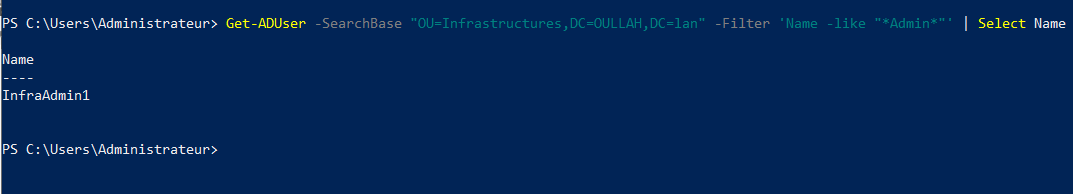 PS C:\Users\Administrateur> Get-ADUser -SearchBase "OU=Infrastructures,DC=OULLAH,DC=lan" -Filter 'Name -like "*Admin*"' | Select Name
Name
----
InfraAdmin1
PS C:\Users\Administrateur>